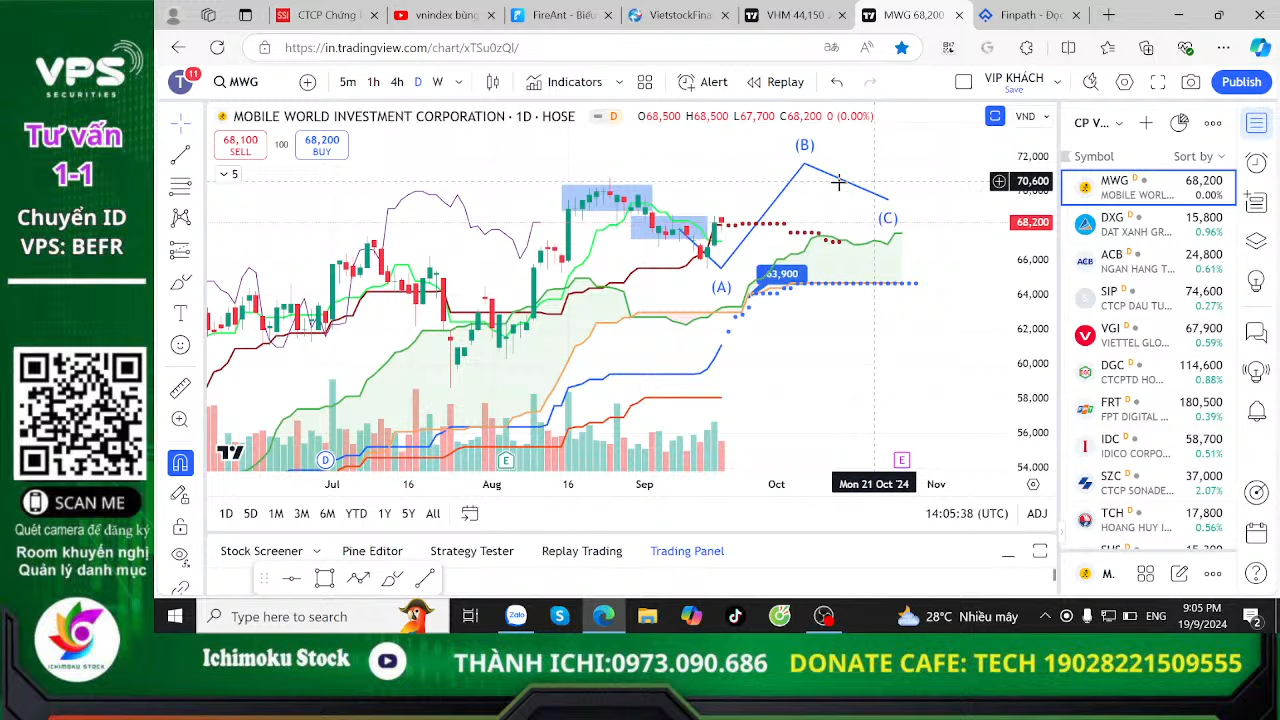 VPS
SECURITIES
Tư vấn
1-1
Chuyển ID
VPS: BEFR
SCAN ME
Quét camera để đăng ký
Room khuyến nghị
Quản lý danh mục
ICHIMOKU STOCK
SSI CTCP Chứng
vnindex bùng
FireAnt - Biểu
VietstockFina
VHM 44,150
MWG 68,200
Finpath - Đọc
https://in.tradingview.com/chart/xTSu0zQl/
T 11
MWG
5m 1h 4h D W
Indicators
Alert
Replay
VIP KHÁCH
Save
Publish
MOBILE WORLD INVESTMENT CORPORATION · 1D · HOSE
D
O68,500 H68,500 L67,700 C68,200 0 (0.00%)
VND
68,100
SELL
100
68,200
BUY
5
(B)
(C)
(A)
63,900
72,000
70,600
68,200
66,000
64,000
62,000
60,000
58,000
56,000
54,000
D
E
E
Jul 16 Aug 16 Sep Oct Mon 21 Oct '24 Nov
1D 5D 1M 3M 6M YTD 1Y 5Y All
14:05:38 (UTC) ADJ
Stock Screener
Pine Editor
Strategy Tester
Replay Trading
Trading Panel
CP V...
Symbol
Sort by
MWG D 68,200
MOBILE WORL... 0.00%
DXG D 15,800
DAT XANH GR... 0.96%
ACB D 24,800
NGAN HANG T... 0.61%
SIP D 74,600
CTCP DAU TU 0.27%
VGI D 67,900
VIETTEL GLO... 0.59%
DGC D 114,600
CTCPTD HO... 0.88%
FRT D 180,500
FPT DIGITAL ... 0.39%
IDC D 58,700
IDICO CORP... 0.51%
SZC D 37,000
CTCP SONADE... 2.07%
TCH D 17,800
HOANG HUY I... 0.56%
M.
Type here to search
Zalo
28°C Nhiều mây
ENG
9:05 PM
19/9/2024
2
Ichimoku Stock
THÀNH ICHI:0973.090.680
DONATE CAFE: TECH 19028221509555